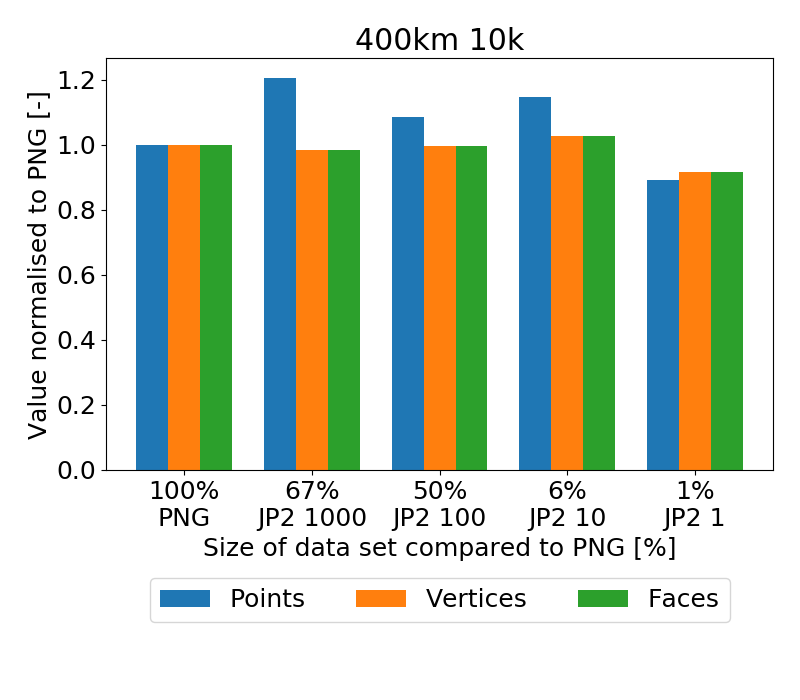 400km 10k
Value normalised to PNG [-]
1.2
1.0
0.8
0.6
0.4
0.2
0.0
100% 67% 50% 6% 1%
PNG JP2 1000 JP2 100 JP2 10 JP2 1
Size of data set compared to PNG [%]
Points Vertices Faces